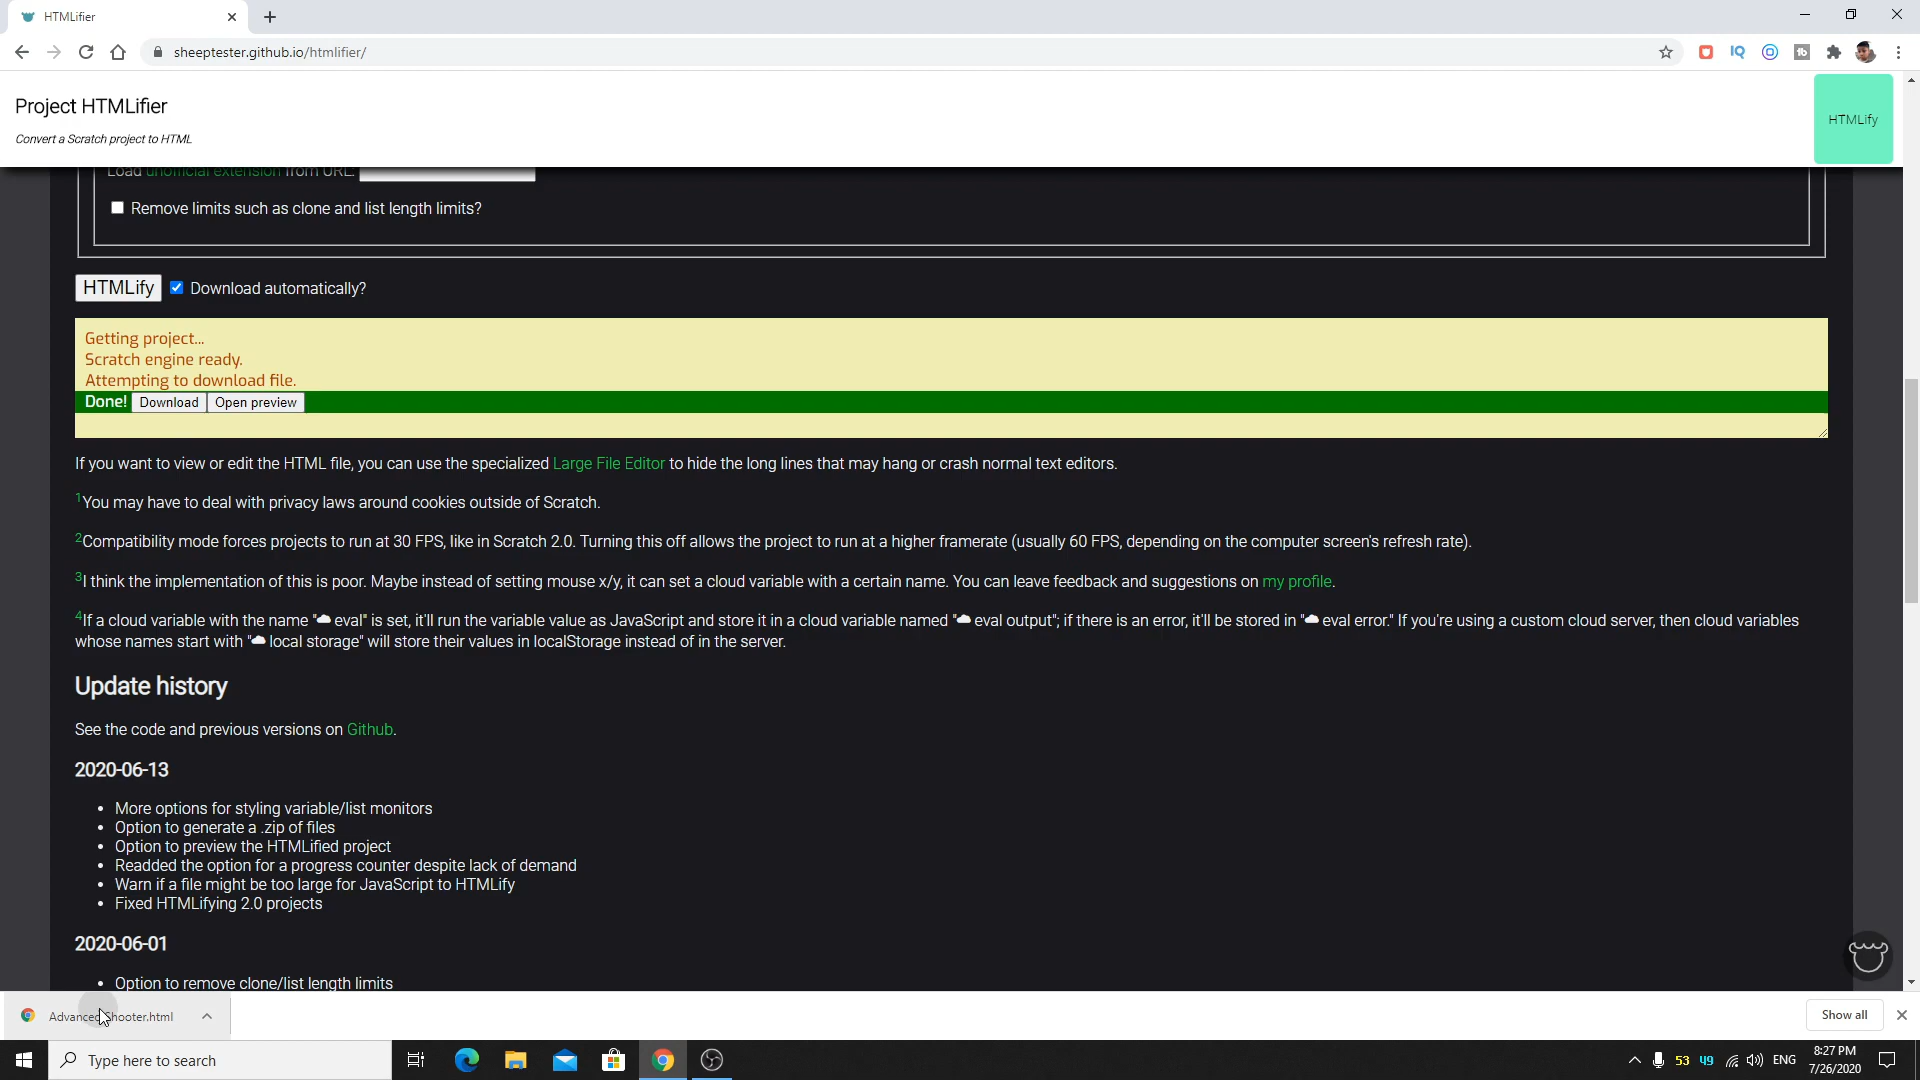 HTMLifier
sheeptester.github.io/htmlifier/
Project HTMLifier
Convert a Scratch project to HTML
HTMLify
Load unofficial extension from URL:
Remove limits such as clone and list length limits?
HTMLify Download automatically?
Getting project...
Scratch engine ready.
Attempting to download file.
Done! Download Open preview
If you want to view or edit the HTML file, you can use the specialized Large File Editor to hide the long lines that may hang or crash normal text editors.
1You may have to deal with privacy laws around cookies outside of Scratch.
2Compatibility mode forces projects to run at 30 FPS, like in Scratch 2.0. Turning this off allows the project to run at a higher framerate (usually 60 FPS, depending on the computer screen's refresh rate).
3I think the implementation of this is poor. Maybe instead of setting mouse x/y, it can set a cloud variable with a certain name. You can leave feedback and suggestions on my profile.
4If a cloud variable with the name "☁ eval" is set, it'll run the variable value as JavaScript and store it in a cloud variable named "☁ eval output"; if there is an error, it'll be stored in "☁ eval error." If you're using a custom cloud server, then cloud variables
whose names start with "☁ local storage" will store their values in localStorage instead of in the server.
Update history
See the code and previous versions on Github.
2020-06-13
• More options for styling variable/list monitors
• Option to generate a .zip of files
• Option to preview the HTMLified project
• Readded the option for a progress counter despite lack of demand
• Warn if a file might be too large for JavaScript to HTMLify
• Fixed HTMLifying 2.0 projects
2020-06-01
• Option to remove clone/list length limits
Advanced Shooter.html
Show all
Type here to search
53 49 ENG
8:27 PM
7/26/2020